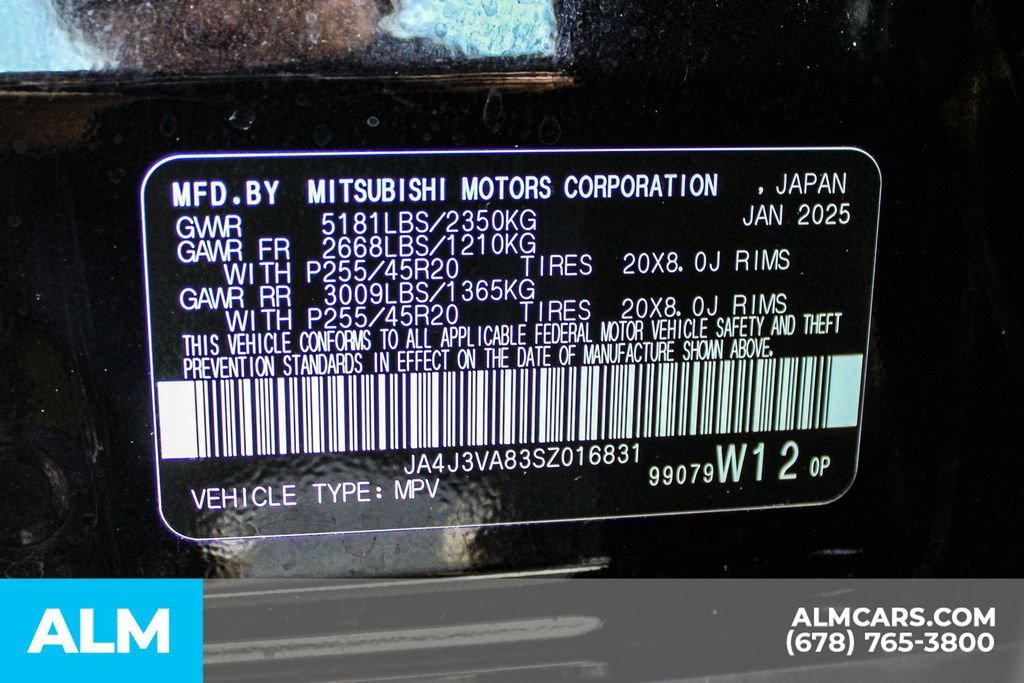 MFD.BY MITSUBISHI MOTORS CORPORATION , JAPAN
JAN 2025
GVWR 5181LBS/2350KG
GAWR FR 2668LBS/1210KG
WITH P255/45R20 TIRES 20X8.0J RIMS
GAWR RR 3009LBS/1365KG
WITH P255/45R20 TIRES 20X8.0J RIMS
THIS VEHICLE CONFORMS TO ALL APPLICABLE FEDERAL MOTOR VEHICLE SAFETY AND THEFT
PREVENTION STANDARDS IN EFFECT ON THE DATE OF MANUFACTURE SHOWN ABOVE.
JA4J3VA83SZ016831
99079 W12 0P
VEHICLE TYPE: MPV
ALM
ALMCARS.COM
(678) 765-3800